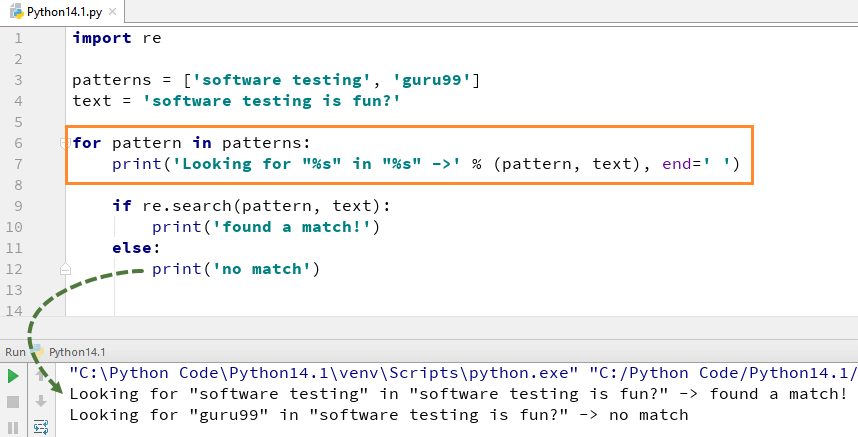 Python14.1.py
1 import re
2
3 patterns = ['software testing', 'guru99']
4 text = 'software testing is fun?'
5
6 for pattern in patterns:
7     print('Looking for "%s" in "%s" ->' % (pattern, text), end=' ')
8
9     if re.search(pattern, text):
10         print('found a match!')
11     else:
12         print('no match')
13
14
Run Python14.1
"C:\Python Code\Python14.1\venv\Scripts\python.exe" "C:/Python Code/Python14.1/
Looking for "software testing" in "software testing is fun?" -> found a match!
Looking for "guru99" in "software testing is fun?" -> no match